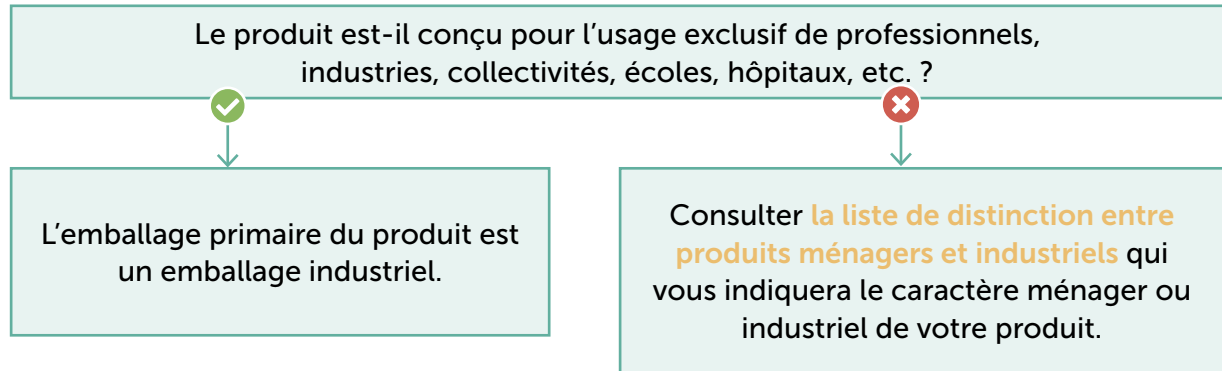 Le produit est-il conçu pour l’usage exclusif de professionnels,
industries, collectivités, écoles, hôpitaux, etc. ?
L’emballage primaire du produit est
un emballage industriel.
Consulter la liste de distinction entre
produits ménagers et industriels qui
vous indiquera le caractère ménager ou
industriel de votre produit.